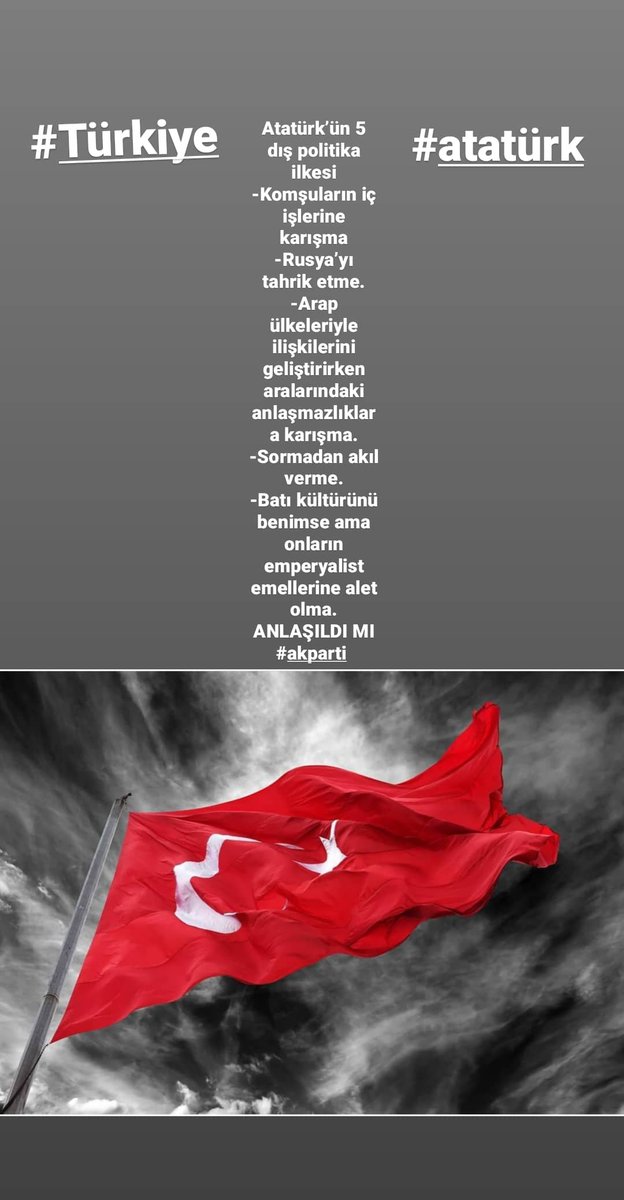 #Türkiye
Atatürk’ün 5
dış politika
ilkesi
-Komşuların iç
işlerine
karışma
-Rusya’yı
tahrik etme.
-Arap
ülkeleriyle
ilişkilerini
geliştirirken
aralarındaki
anlaşmazlıklar
a karışma.
-Sormadan akıl
verme.
-Batı kültürünü
benimse ama
onların
emperyalist
emellerine alet
olma.
ANLAŞILDI MI
#akparti
#atatürk